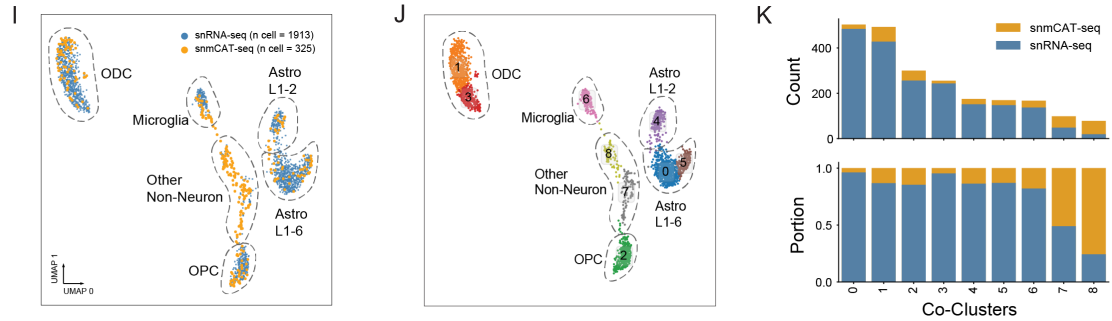 I
snRNA-seq (n cell = 1913)
snmCAT-seq (n cell = 325)
ODC
Astro
L1-2
Microglia
Other
Non-Neuron
Astro
L1-6
OPC
UMAP 1
UMAP 0
J
1
3
ODC
6
Astro
L1-2
4
Microglia
8
5
0
Other
Non-Neuron
7
Astro
L1-6
OPC
2
K
snmCAT-seq
snRNA-seq
Count
400
200
0
Portion
1.0
0.5
0.0
0 1 2 3 4 5 6 7 8
Co-Clusters